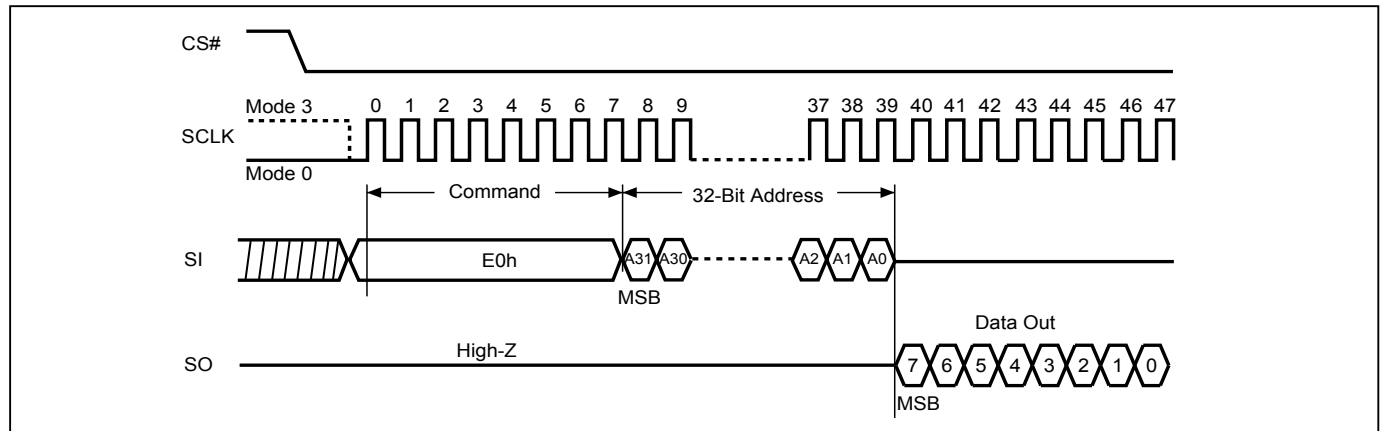 CS#
Mode 3
0 1 2 3 4 5 6 7 8 9 37 38 39 40 41 42 43 44 45 46 47
SCLK
Mode 0
Command 32-Bit Address
SI E0h A31 A30 A2 A1 A0
MSB
Data Out
High-Z
SO 7 6 5 4 3 2 1 0
MSB